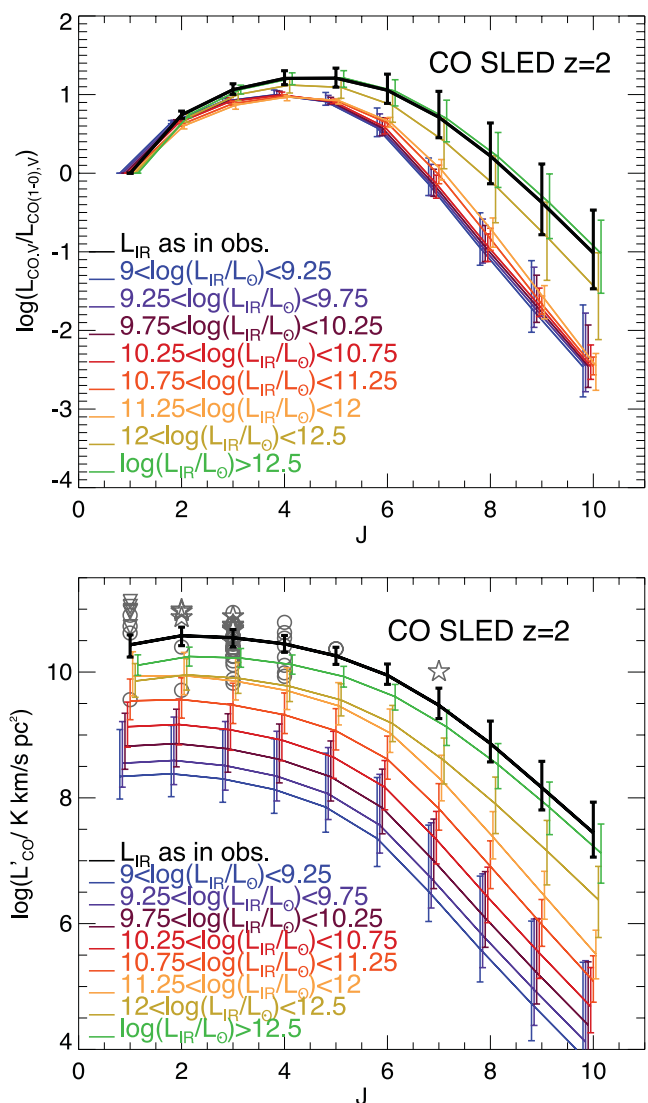 CO SLED z=2
log(L_CO,V/L_CO(1-0),V)
2
1
0
-1
-2
-3
-4
L_IR as in obs.
9<log(L_IR/L_⊙)<9.25
9.25<log(L_IR/L_⊙)<9.75
9.75<log(L_IR/L_⊙)<10.25
10.25<log(L_IR/L_⊙)<10.75
10.75<log(L_IR/L_⊙)<11.25
11.25<log(L_IR/L_⊙)<12
12<log(L_IR/L_⊙)<12.5
log(L_IR/L_⊙)>12.5
0 2 4 6 8 10
J
CO SLED z=2
log(L'_CO/ K km/s pc²)
10
8
6
4
L_IR as in obs.
9<log(L_IR/L_⊙)<9.25
9.25<log(L_IR/L_⊙)<9.75
9.75<log(L_IR/L_⊙)<10.25
10.25<log(L_IR/L_⊙)<10.75
10.75<log(L_IR/L_⊙)<11.25
11.25<log(L_IR/L_⊙)<12
12<log(L_IR/L_⊙)<12.5
log(L_IR/L_⊙)>12.5
0 2 4 6 8 10
J